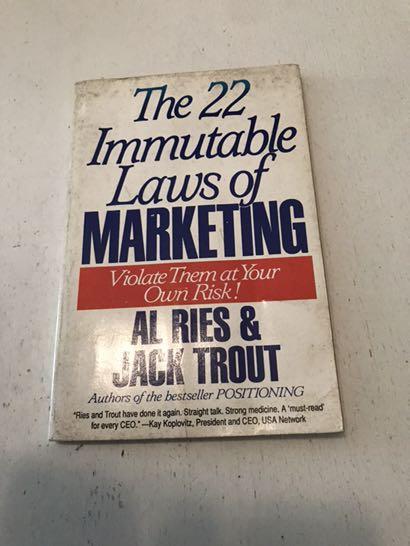 The 22
Immutable
Laws of
MARKETING
Violate Them at Your
Own Risk!
AL RIES &
JACK TROUT
Authors of the bestseller POSITIONING
"Ries and Trout have done it again. Straight talk. Strong medicine. A 'must-read'
for every CEO."—Kay Koplovitz, President and CEO, USA Network